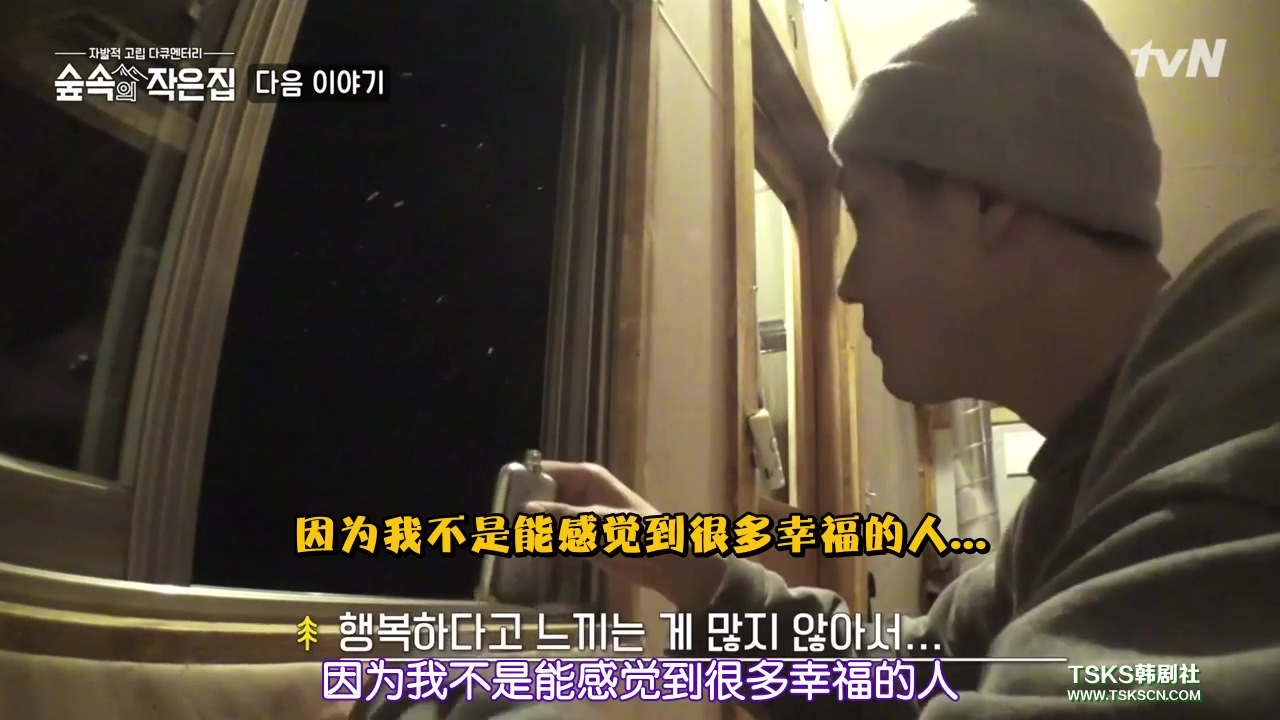 자발적 고립 다큐멘터리
숲속의 작은집 다음 이야기
tvN
因为我不是能感觉到很多幸福的人...
행복하다고 느끼는 게 많지 않아서...
因为我不是能感觉到很多幸福的人
TSKS韩剧社
WWW.TSKSCN.COM